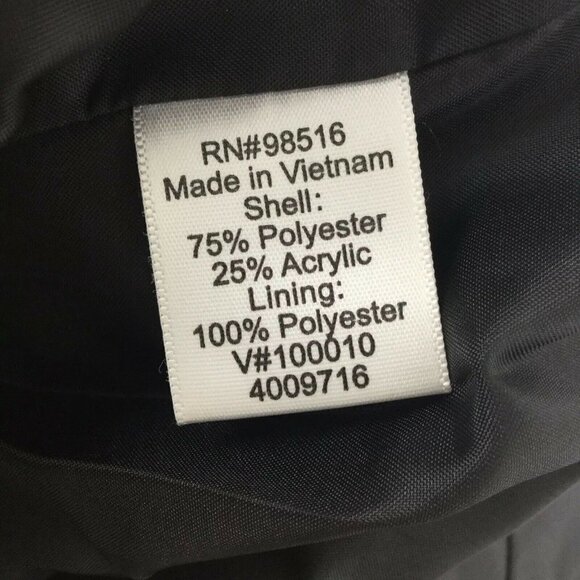 RN#98516
Made in Vietnam
Shell:
75% Polyester
25% Acrylic
Lining:
100% Polyester
V#100010
4009716